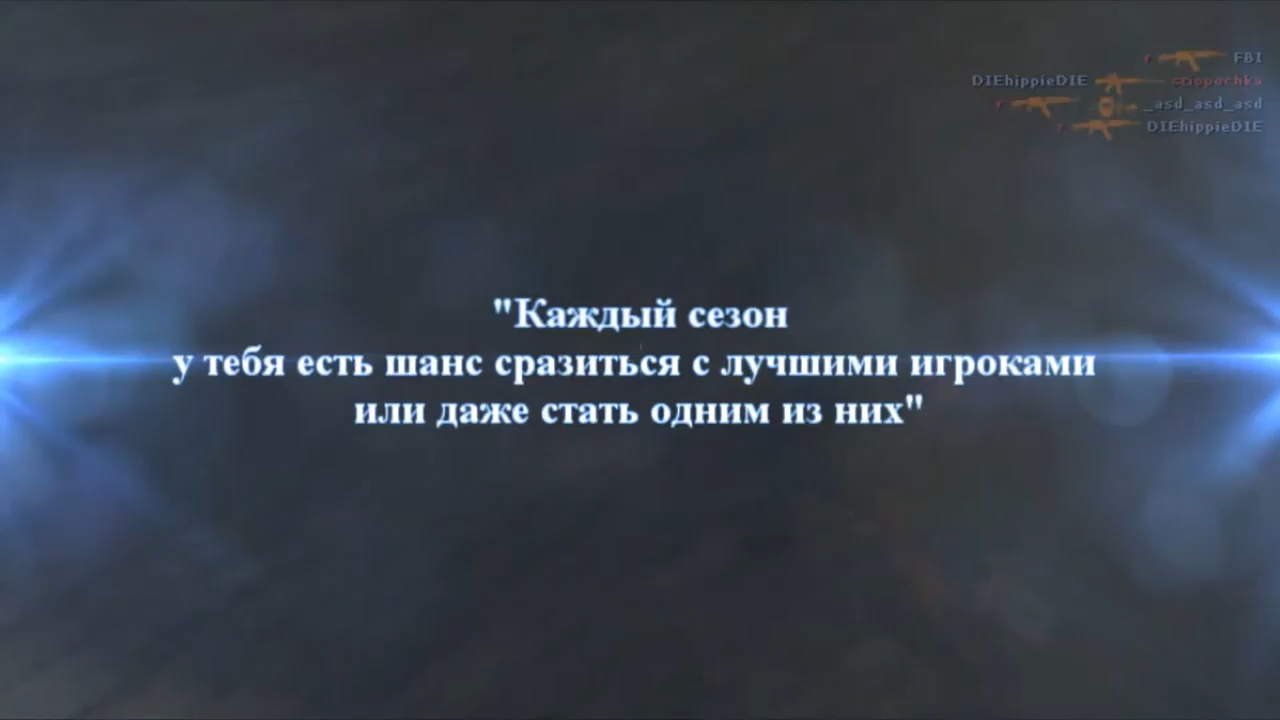 r FBI
DIEhippieDIE
r _asd_asd_asd
r DIEhippieDIE
"Каждый сезон
у тебя есть шанс сразиться с лучшими игроками
или даже стать одним из них"